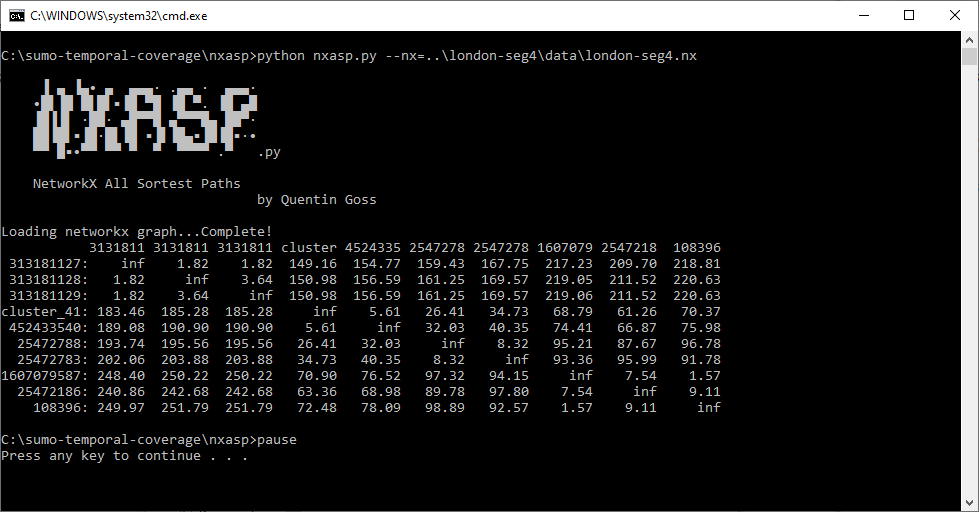 C:\WINDOWS\system32\cmd.exe
C:\sumo-temporal-coverage\nxasp>python nxasp.py --nx=..\london-seg4\data\london-seg4.nx
NXASP
.py
NetworkX All Sortest Paths
by Quentin Goss
Loading networkx graph...Complete!
3131811 3131811 3131811 cluster 4524335 2547278 2547278 1607079 2547218 108396
313181127: inf 1.82 1.82 149.16 154.77 159.43 167.75 217.23 209.70 218.81
313181128: 1.82 inf 3.64 150.98 156.59 161.25 169.57 219.05 211.52 220.63
313181129: 1.82 3.64 inf 150.98 156.59 161.25 169.57 219.06 211.52 220.63
cluster_41: 183.46 185.28 185.28 inf 5.61 26.41 34.73 68.79 61.26 70.37
452433540: 189.08 190.90 190.90 5.61 inf 32.03 40.35 74.41 66.87 75.98
25472788: 193.74 195.56 195.56 26.41 32.03 inf 8.32 95.21 87.67 96.78
25472783: 202.06 203.88 203.88 34.73 40.35 8.32 inf 93.36 95.99 91.78
1607079587: 248.40 250.22 250.22 70.90 76.52 97.32 94.15 inf 7.54 1.57
25472186: 240.86 242.68 242.68 63.36 68.98 89.78 97.80 7.54 inf 9.11
108396: 249.97 251.79 251.79 72.48 78.09 98.89 92.57 1.57 9.11 inf
C:\sumo-temporal-coverage\nxasp>pause
Press any key to continue . . .